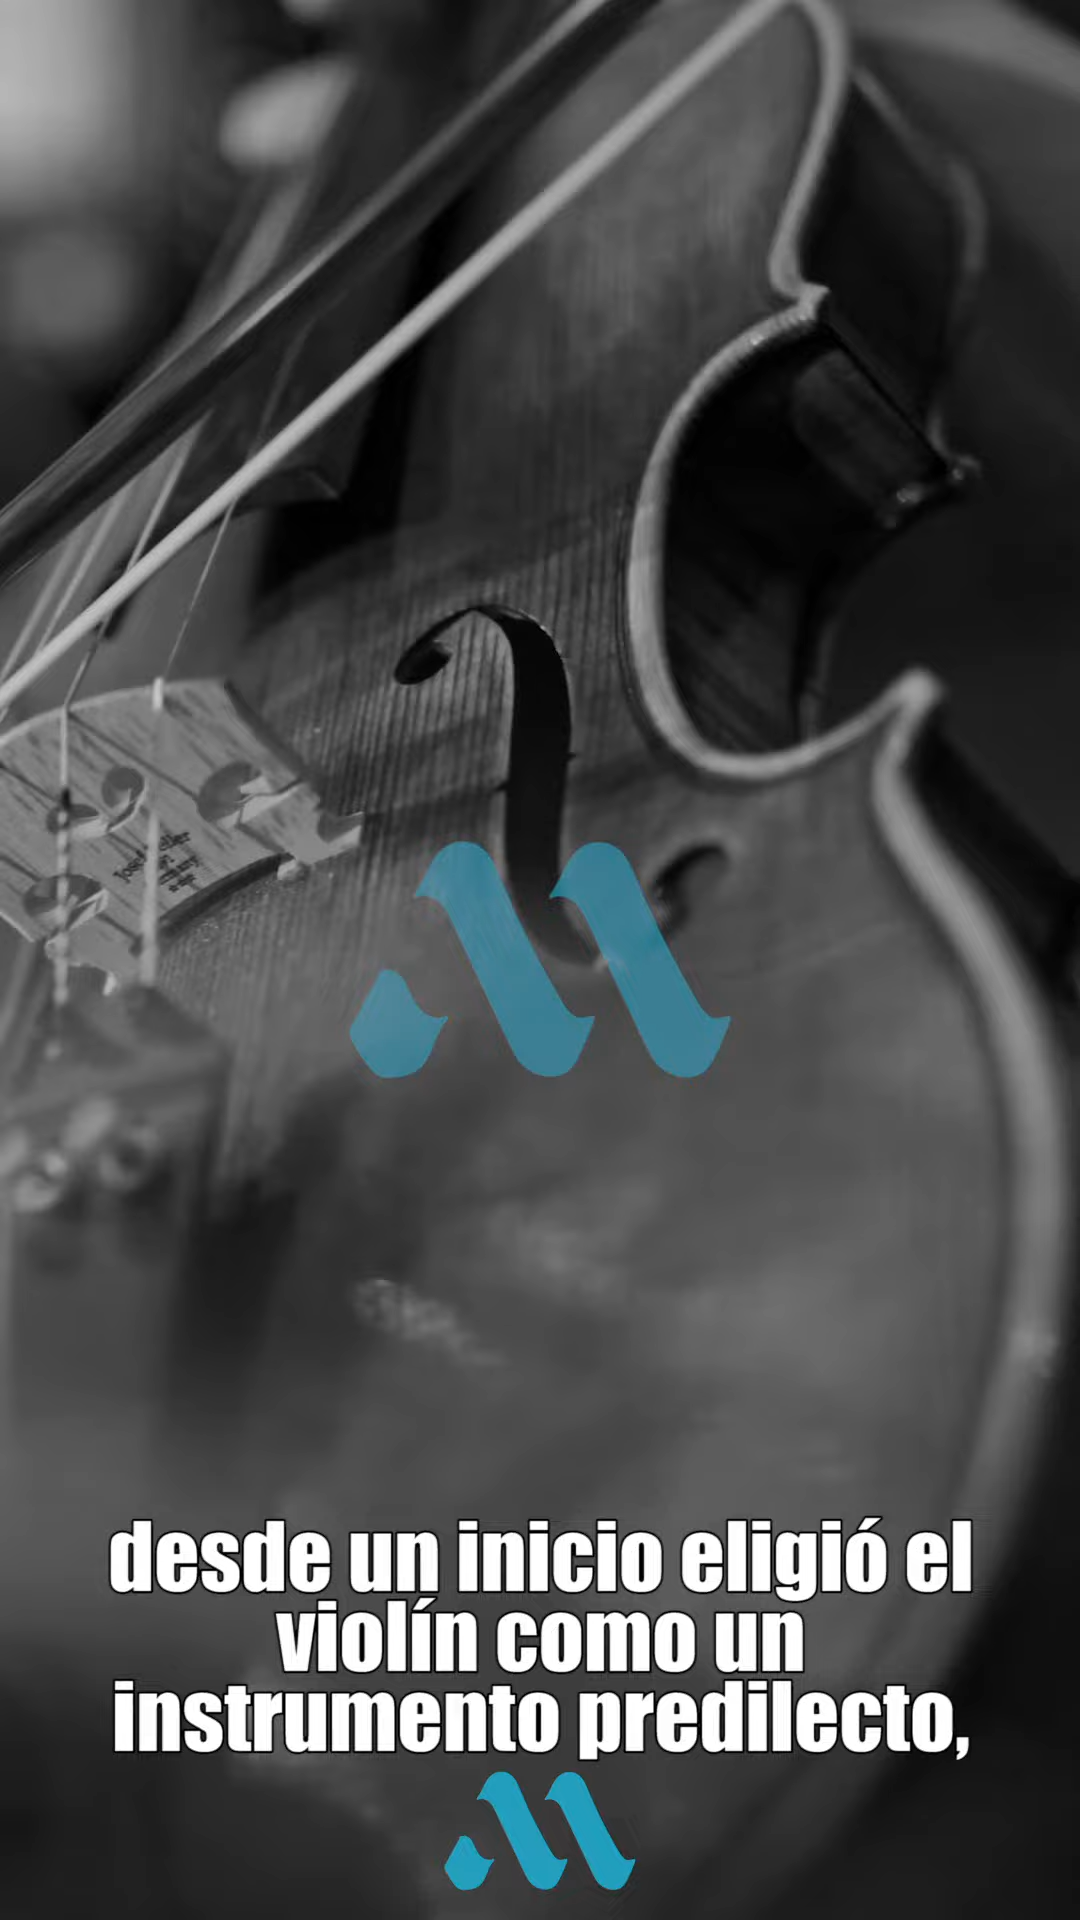 desde un inicio eligió el
violín como un
instrumento predilecto,